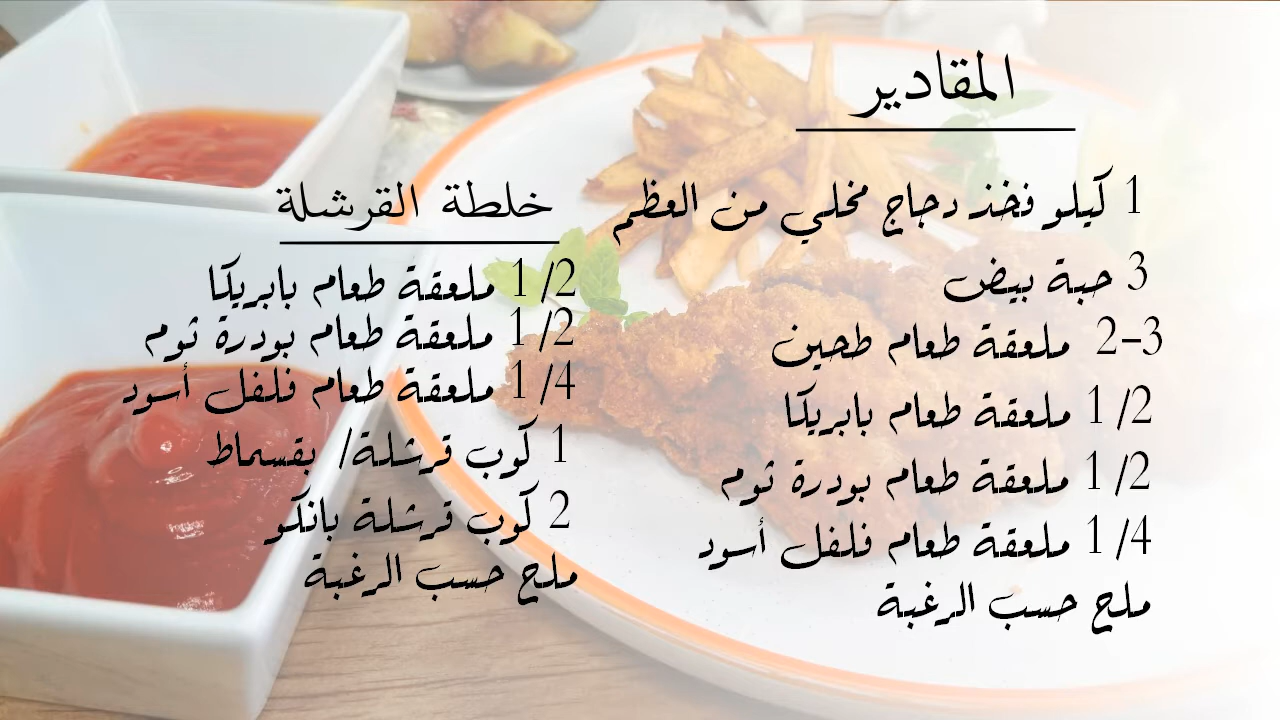 المقادير
1 كيلو فخذ دجاج مخلي من العظم
3 حبة بيض
2-3 ملعقة طعام طحين
1/2 ملعقة طعام بابريكا
1/2 ملعقة طعام بودرة ثوم
1/4 ملعقة طعام فلفل أسود
ملح حسب الرغبة
خلطة القرشلة
1/2 ملعقة طعام بابريكا
1/2 ملعقة طعام بودرة ثوم
1/4 ملعقة طعام فلفل أسود
1 كوب قرشلة/ بقسماط
2 كوب قرشلة بانكو
ملح حسب الرغبة